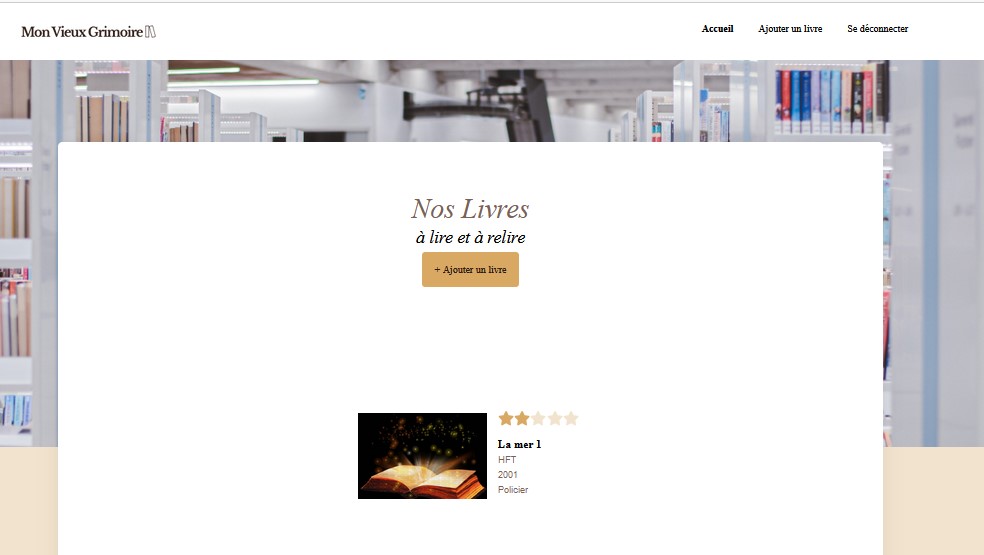 Mon Vieux Grimoire
Accueil Ajouter un livre Se déconnecter
Nos Livres
à lire et à relire
+ Ajouter un livre
La mer 1
HFT
2001
Policier